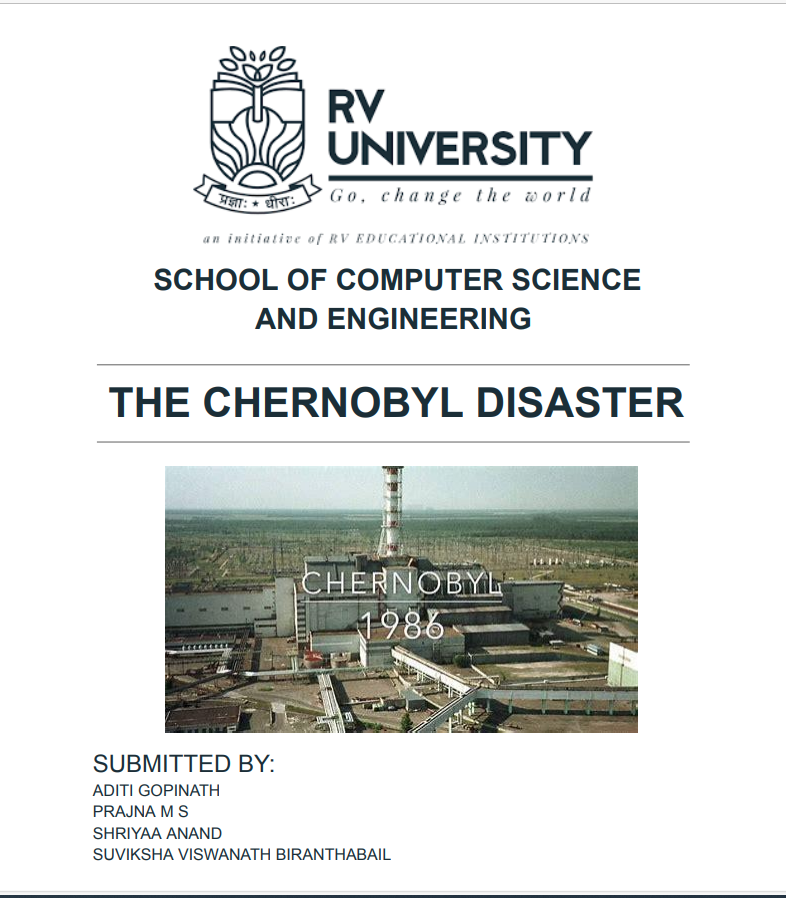 RV
UNIVERSITY
Go, change the world
प्रज्ञाः ★ धीराः
an initiative of RV EDUCATIONAL INSTITUTIONS
SCHOOL OF COMPUTER SCIENCE
AND ENGINEERING
THE CHERNOBYL DISASTER
CHERNOBYL
1986
SUBMITTED BY:
ADITI GOPINATH
PRAJNA M S
SHRIYAA ANAND
SUVIKSHA VISWANATH BIRANTHABAIL